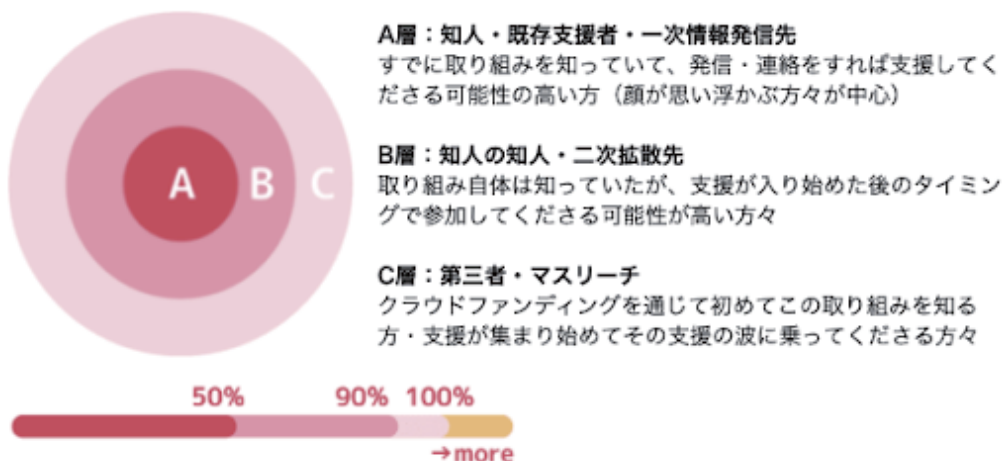 A層：知人・既存支援者・一次情報発信先
すでに取り組みを知っていて、発信・連絡をすれば支援してく
ださる可能性の高い方（顔が思い浮かぶ方々が中心）
A B C
B層：知人の知人・二次拡散先
取り組み自体は知っていたが、支援が入り始めた後のタイミン
グで参加してくださる可能性が高い方々
C層：第三者・マスリーチ
クラウドファンディングを通じて初めてこの取り組みを知る
方・支援が集まり始めてその支援の波に乗ってくださる方々
50% 90% 100%
→more